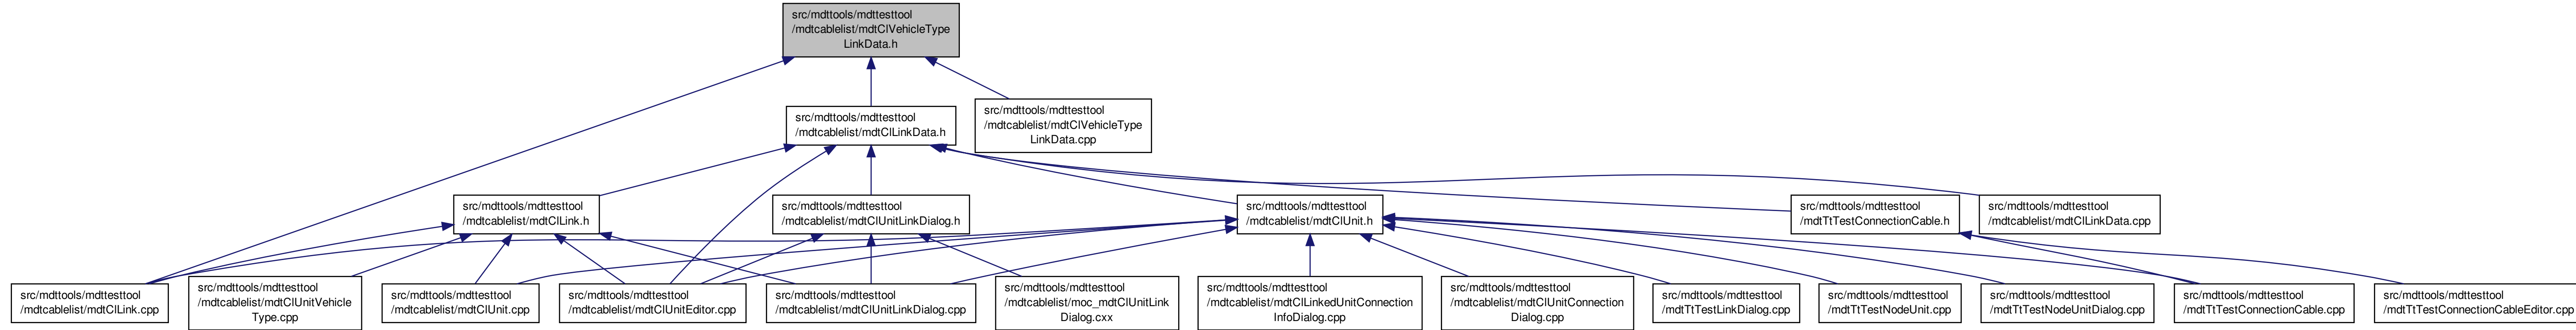 src/mdttools/mdttesttool
/mdtcablelist/mdtClVehicleType
LinkData.h
src/mdttools/mdttesttool
/mdtcablelist/mdtClLinkData.h
src/mdttools/mdttesttool
/mdtcablelist/mdtClVehicleType
LinkData.cpp
src/mdttools/mdttesttool
/mdtcablelist/mdtClLink.h
src/mdttools/mdttesttool
/mdtcablelist/mdtClUnitLinkDialog.h
src/mdttools/mdttesttool
/mdtcablelist/mdtClUnit.h
src/mdttools/mdttesttool
/mdtTtTestConnectionCable.h
src/mdttools/mdttesttool
/mdtcablelist/mdtClLinkData.cpp
src/mdttools/mdttesttool
/mdtcablelist/mdtClLink.cpp
src/mdttools/mdttesttool
/mdtcablelist/mdtClUnitVehicle
Type.cpp
src/mdttools/mdttesttool
/mdtcablelist/mdtClUnit.cpp
src/mdttools/mdttesttool
/mdtcablelist/mdtClUnitEditor.cpp
src/mdttools/mdttesttool
/mdtcablelist/mdtClUnitLinkDialog.cpp
src/mdttools/mdttesttool
/mdtcablelist/moc_mdtClUnitLink
Dialog.cxx
src/mdttools/mdttesttool
/mdtcablelist/mdtClLinkedUnitConnection
InfoDialog.cpp
src/mdttools/mdttesttool
/mdtcablelist/mdtClUnitConnection
Dialog.cpp
src/mdttools/mdttesttool
/mdtTtTestLinkDialog.cpp
src/mdttools/mdttesttool
/mdtTtTestNodeUnit.cpp
src/mdttools/mdttesttool
/mdtTtTestNodeUnitDialog.cpp
src/mdttools/mdttesttool
/mdtTtTestConnectionCable.cpp
src/mdttools/mdttesttool
/mdtTtTestConnectionCableEditor.cpp